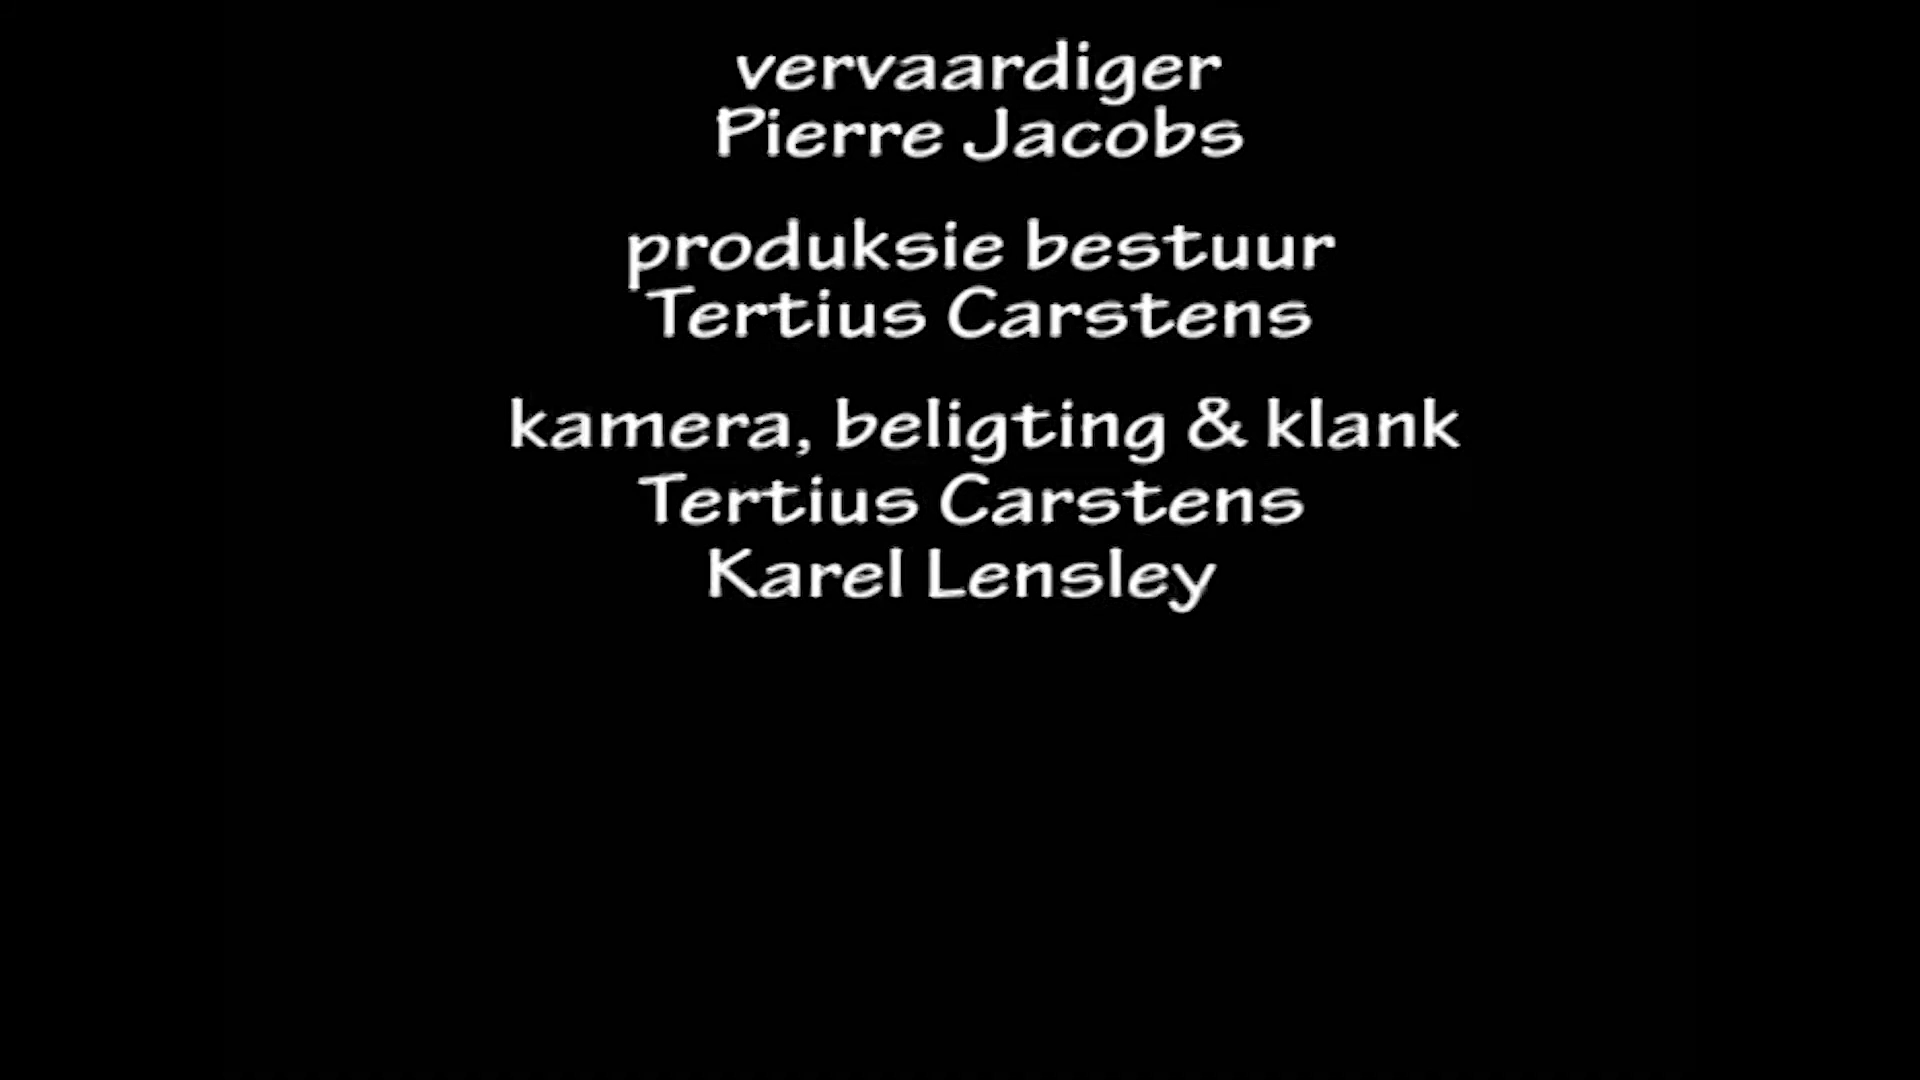 vervaardiger
Pierre Jacobs
produksie bestuur
Tertius Carstens
kamera, beligting & klank
Tertius Carstens
Karel Lensley